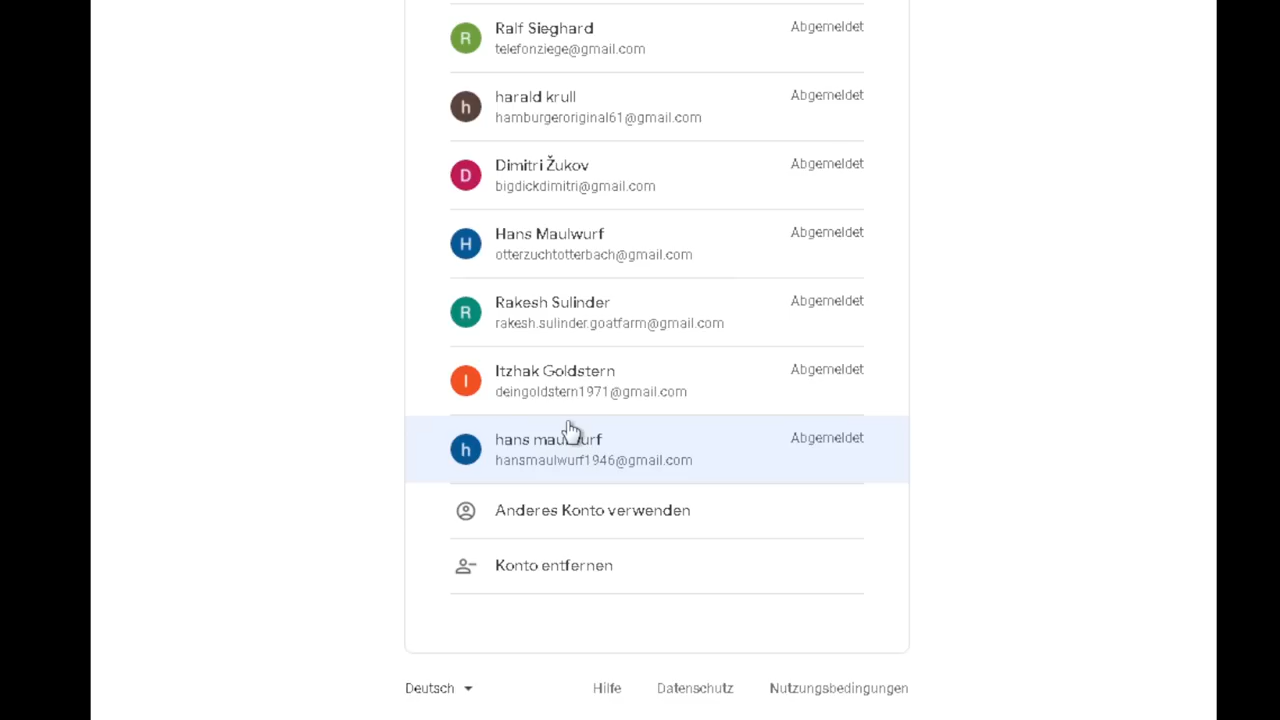 Ralf Sieghard
Abgemeldet
telefonziege@gmail.com
harald krull
Abgemeldet
hamburgeroriginal61@gmail.com
Dimitri Žukov
Abgemeldet
bigdickdimitri@gmail.com
Hans Maulwurf
Abgemeldet
otterzuchtotterbach@gmail.com
Rakesh Sulinder
Abgemeldet
rakesh.sulinder.goatfarm@gmail.com
Itzhak Goldstern
Abgemeldet
deingoldstern1971@gmail.com
hans maulwurf
Abgemeldet
hansmaulwurf1946@gmail.com
Anderes Konto verwenden
Konto entfernen
Deutsch
Hilfe
Datenschutz
Nutzungsbedingungen